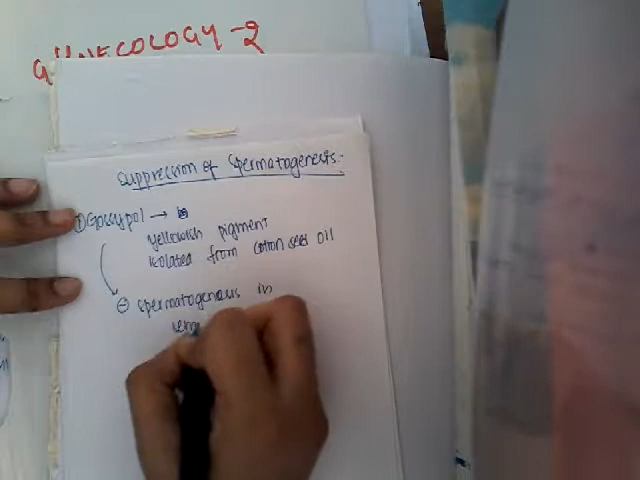 GYNECOLOGY-2
Suppression of Spermatogenesis:-
① Gossypol →
Yellowish pigment
isolated from cotton seed oil
⊖ Spermatogenesis in